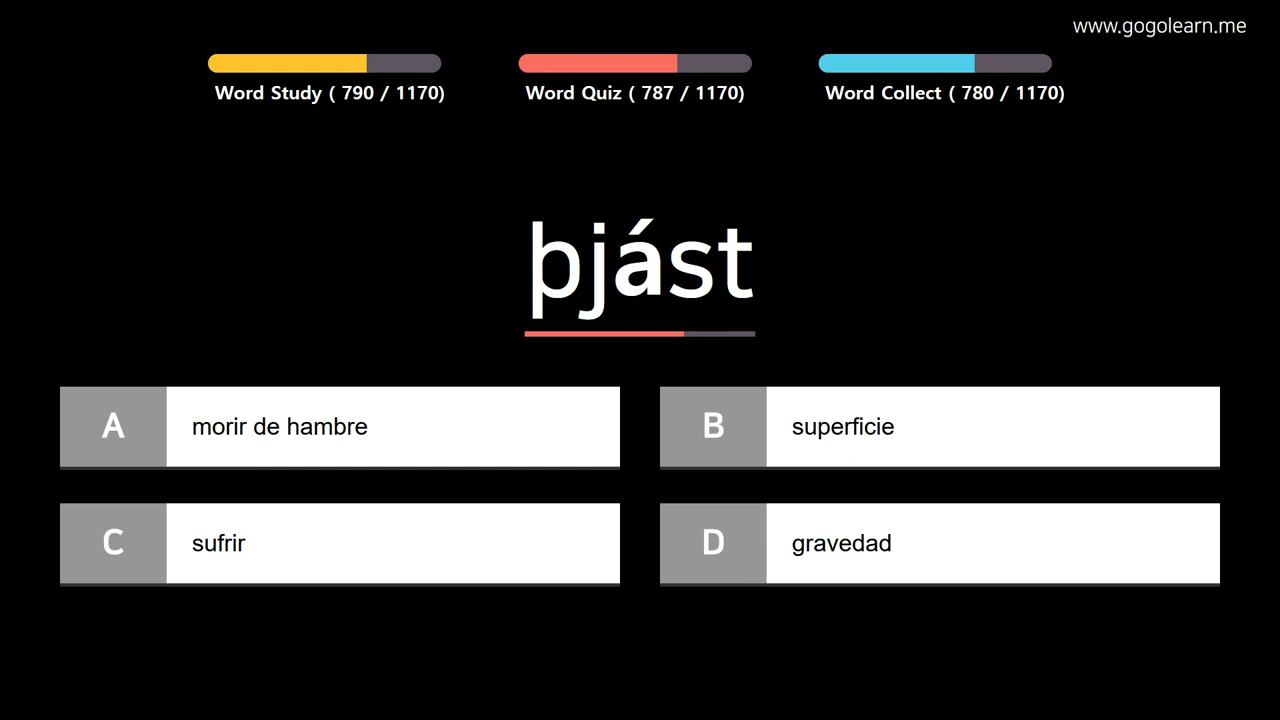 www.gogolearn.me
Word Study ( 790 / 1170)
Word Quiz ( 787 / 1170)
Word Collect ( 780 / 1170)
þjást
A morir de hambre
B superficie
C sufrir
D gravedad